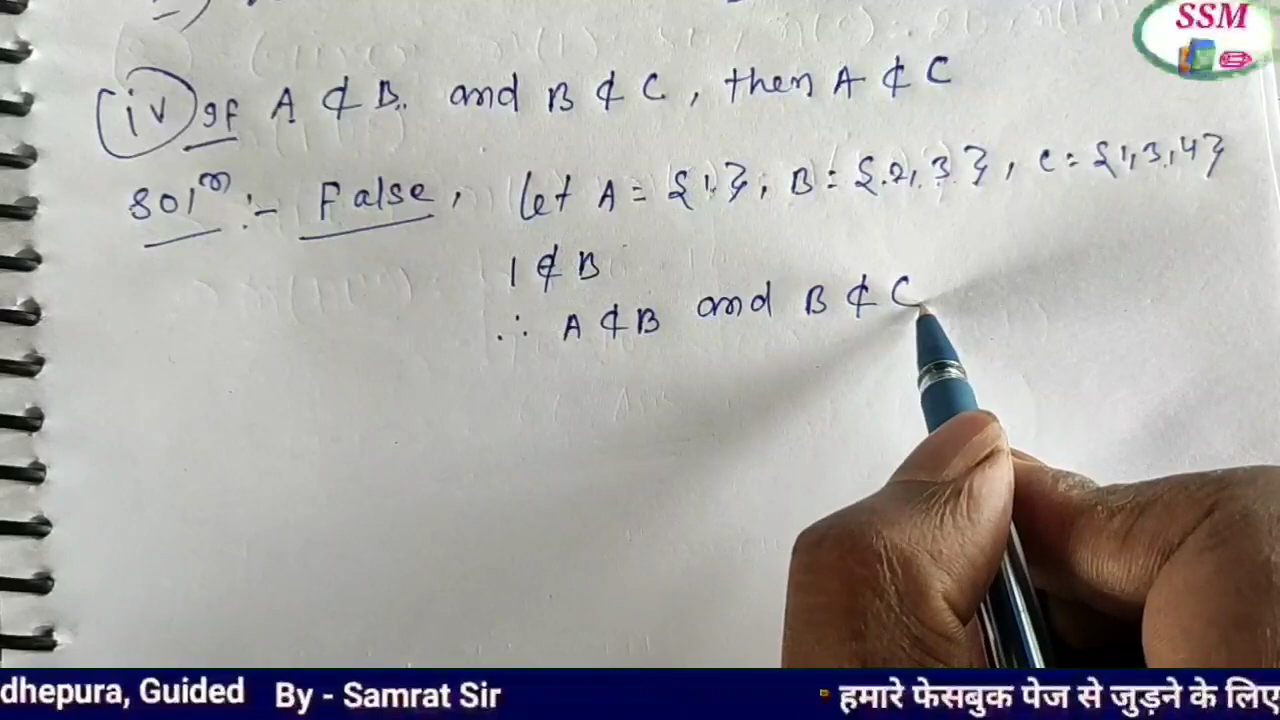 SSM
(iv) If A ⊄ B. and B ⊄ C, then A ⊄ C
Solⁿ :- False, Let A = {1}, B = {2, 3}, C = {1, 3, 4}
1 ∉ B
∴ A ⊄ B and B ⊄ C
dhepura, Guided By - Samrat Sir हमारे फेसबुक पेज से जुड़ने के लिए